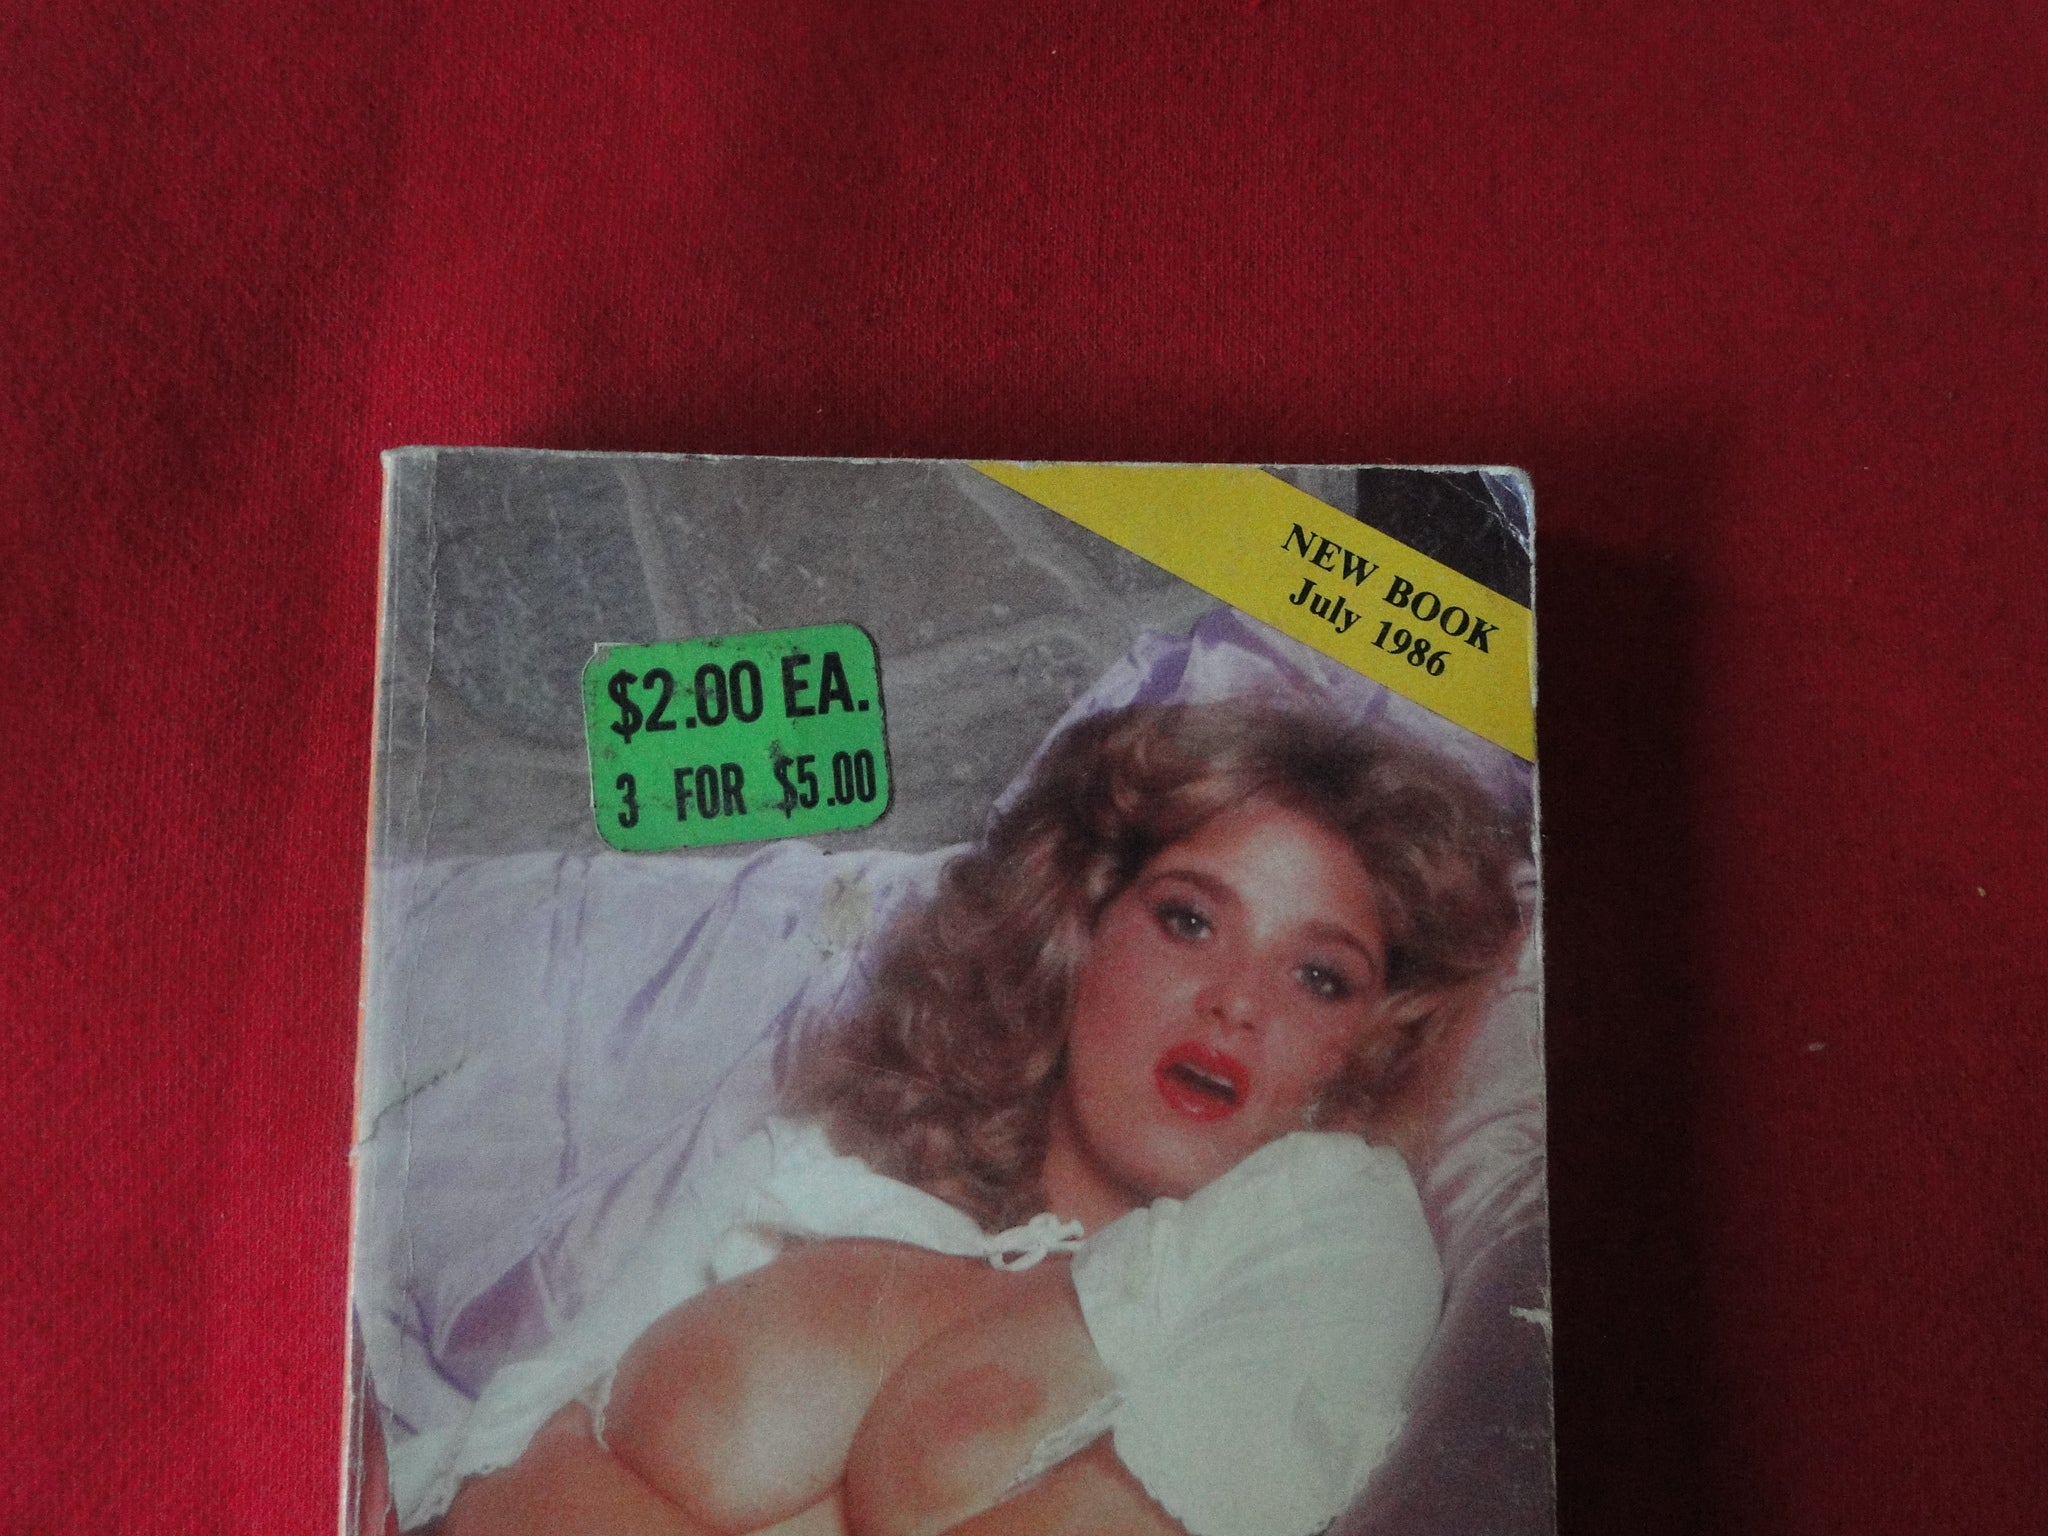 NEW BOOK
July 1986
$2.00 EA.
3 FOR $5.00